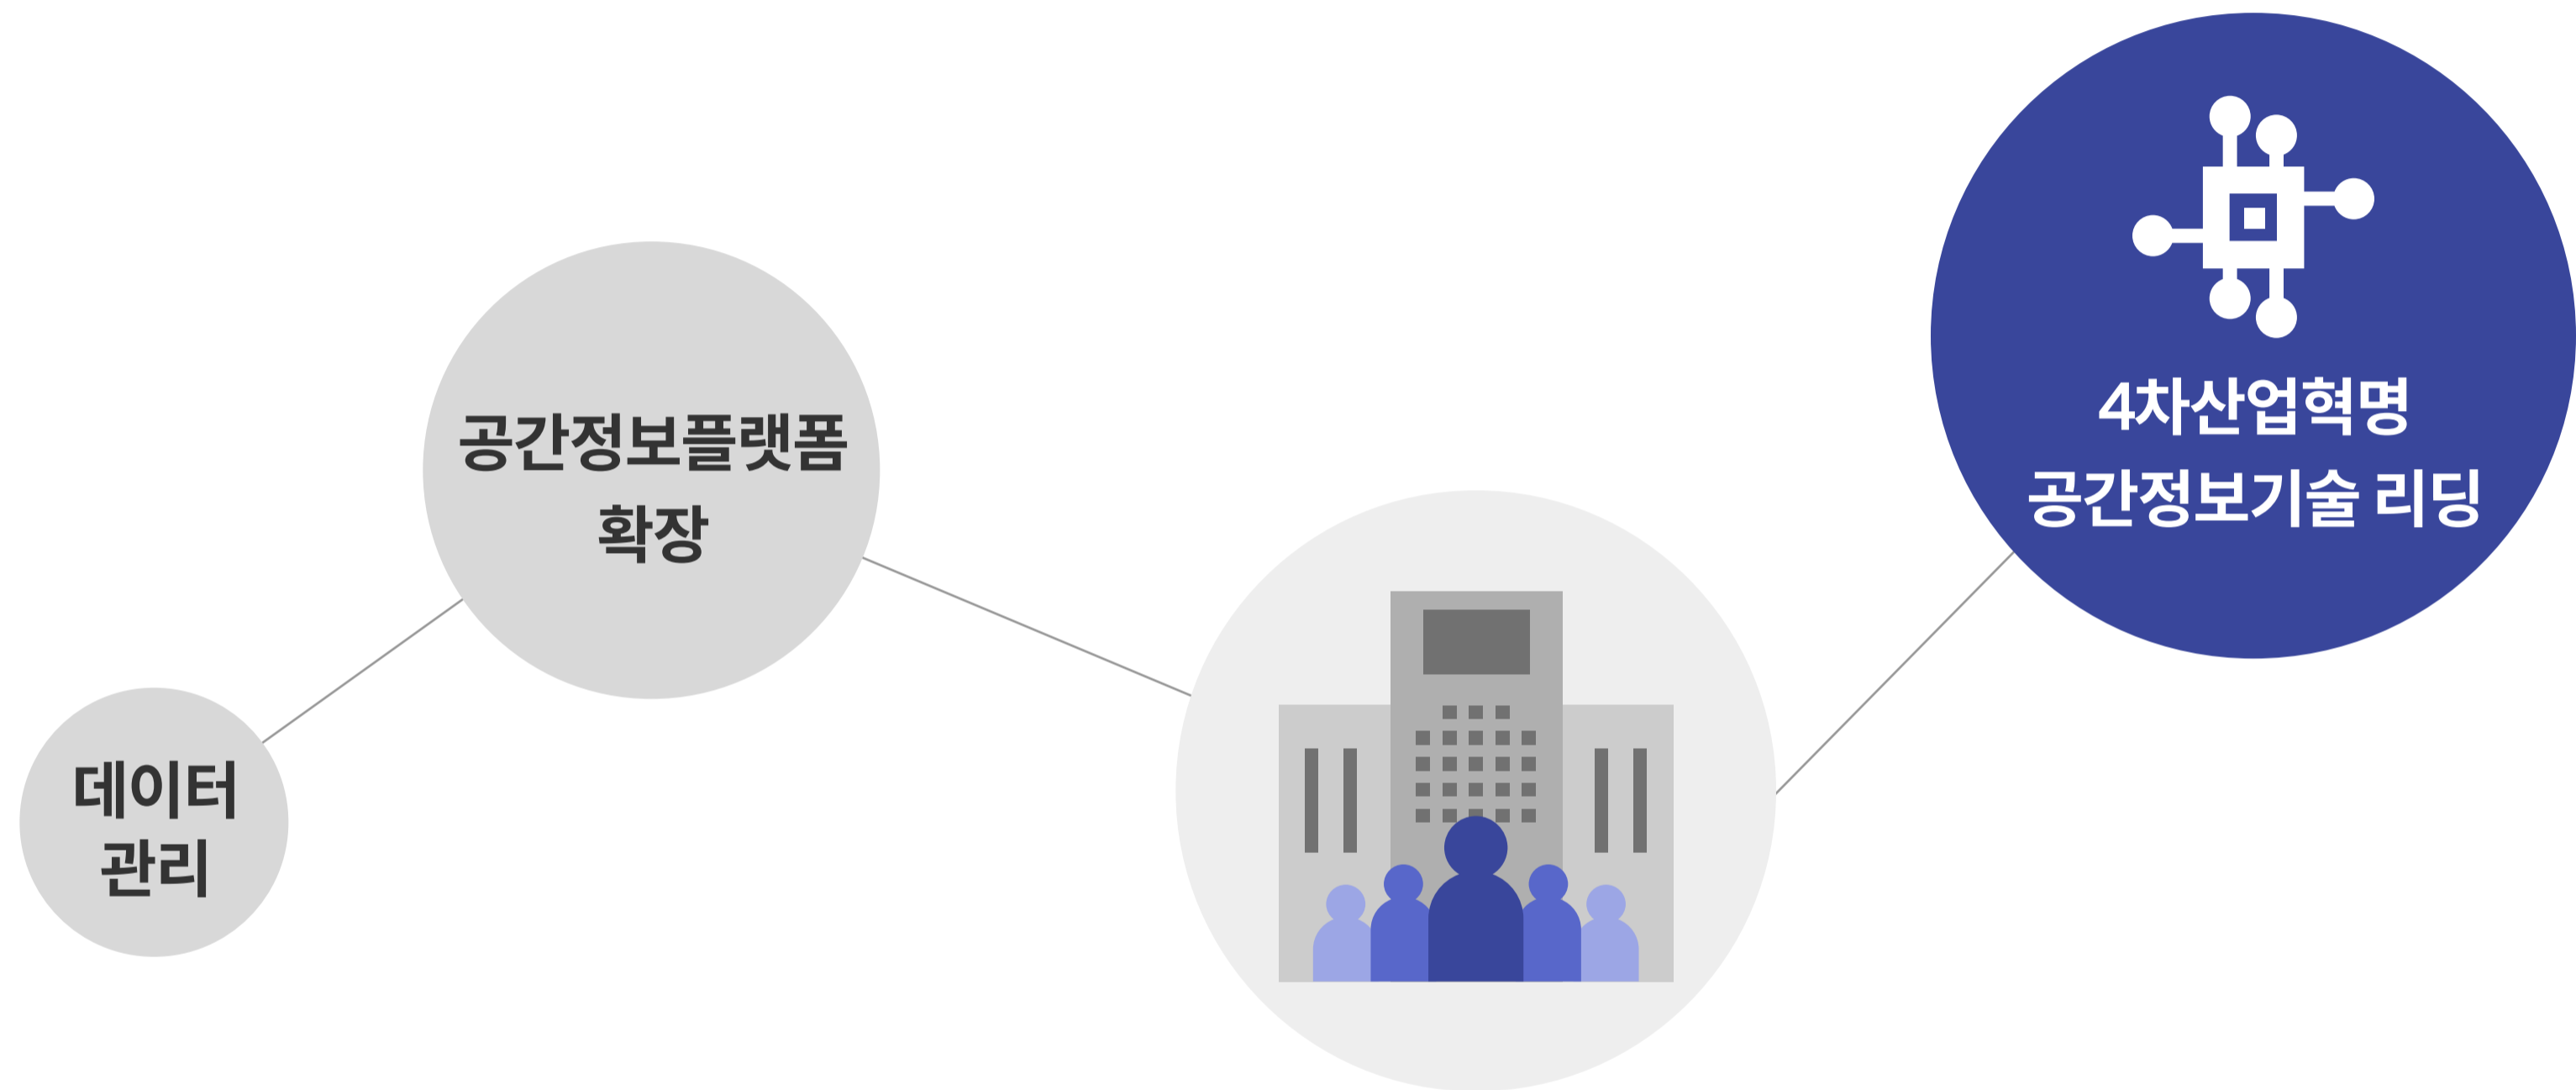 데이터
관리
공간정보플랫폼
확장
4차산업혁명
공간정보기술 리딩